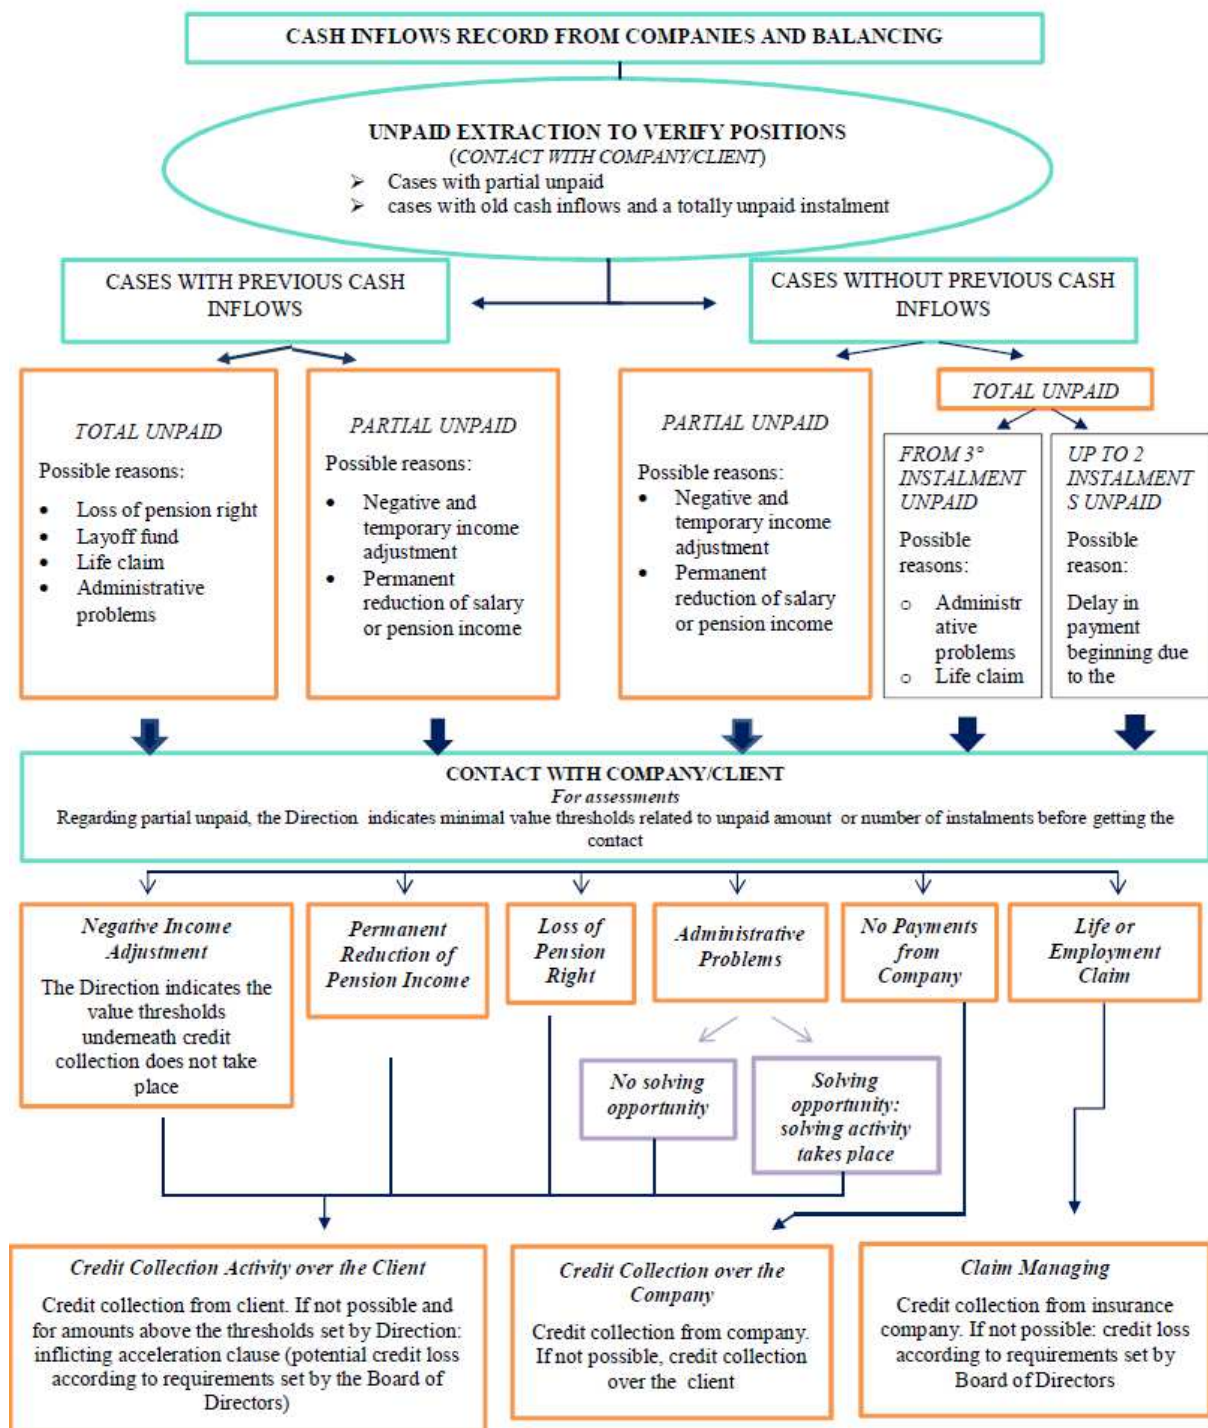 CASH INFLOWS RECORD FROM COMPANIES AND BALANCING
UNPAID EXTRACTION TO VERIFY POSITIONS
(CONTACT WITH COMPANY/CLIENT)
➢ Cases with partial unpaid
➢ cases with old cash inflows and a totally unpaid instalment
CASES WITH PREVIOUS CASH
INFLOWS
CASES WITHOUT PREVIOUS CASH
INFLOWS
TOTAL UNPAID
Possible reasons:
• Loss of pension right
• Layoff fund
• Life claim
• Administrative
problems
PARTIAL UNPAID
Possible reasons:
• Negative and
temporary income
adjustment
• Permanent
reduction of salary
or pension income
PARTIAL UNPAID
Possible reasons:
• Negative and
temporary income
adjustment
• Permanent
reduction of salary
or pension income
TOTAL UNPAID
FROM 3°
INSTALMENT
UNPAID
Possible
reasons:
o Administr
ative
problems
o Life claim
UP TO 2
INSTALMENT
S UNPAID
Possible
reason:
Delay in
payment
beginning due
to the
CONTACT WITH COMPANY/CLIENT
For assessments
Regarding partial unpaid, the Direction indicates minimal value thresholds related to unpaid amount or number of instalments before getting the
contact
Negative Income
Adjustment
The Direction indicates the
value thresholds
underneath credit
collection does not take
place
Permanent
Reduction of
Pension Income
Loss of
Pension
Right
Administrative
Problems
No Payments
from
Company
Life or
Employment
Claim
No solving
opportunity
Solving
opportunity:
solving activity
takes place
Credit Collection Activity over the Client
Credit collection from client. If not possible and
for amounts above the thresholds set by Direction:
inflicting acceleration clause (potential credit loss
according to requirements set by the Board of
Directors)
Credit Collection over the
Company
Credit collection from company.
If not possible, credit collection
over the client
Claim Managing
Credit collection from insurance
company. If not possible: credit loss
according to requirements set by
Board of Directors